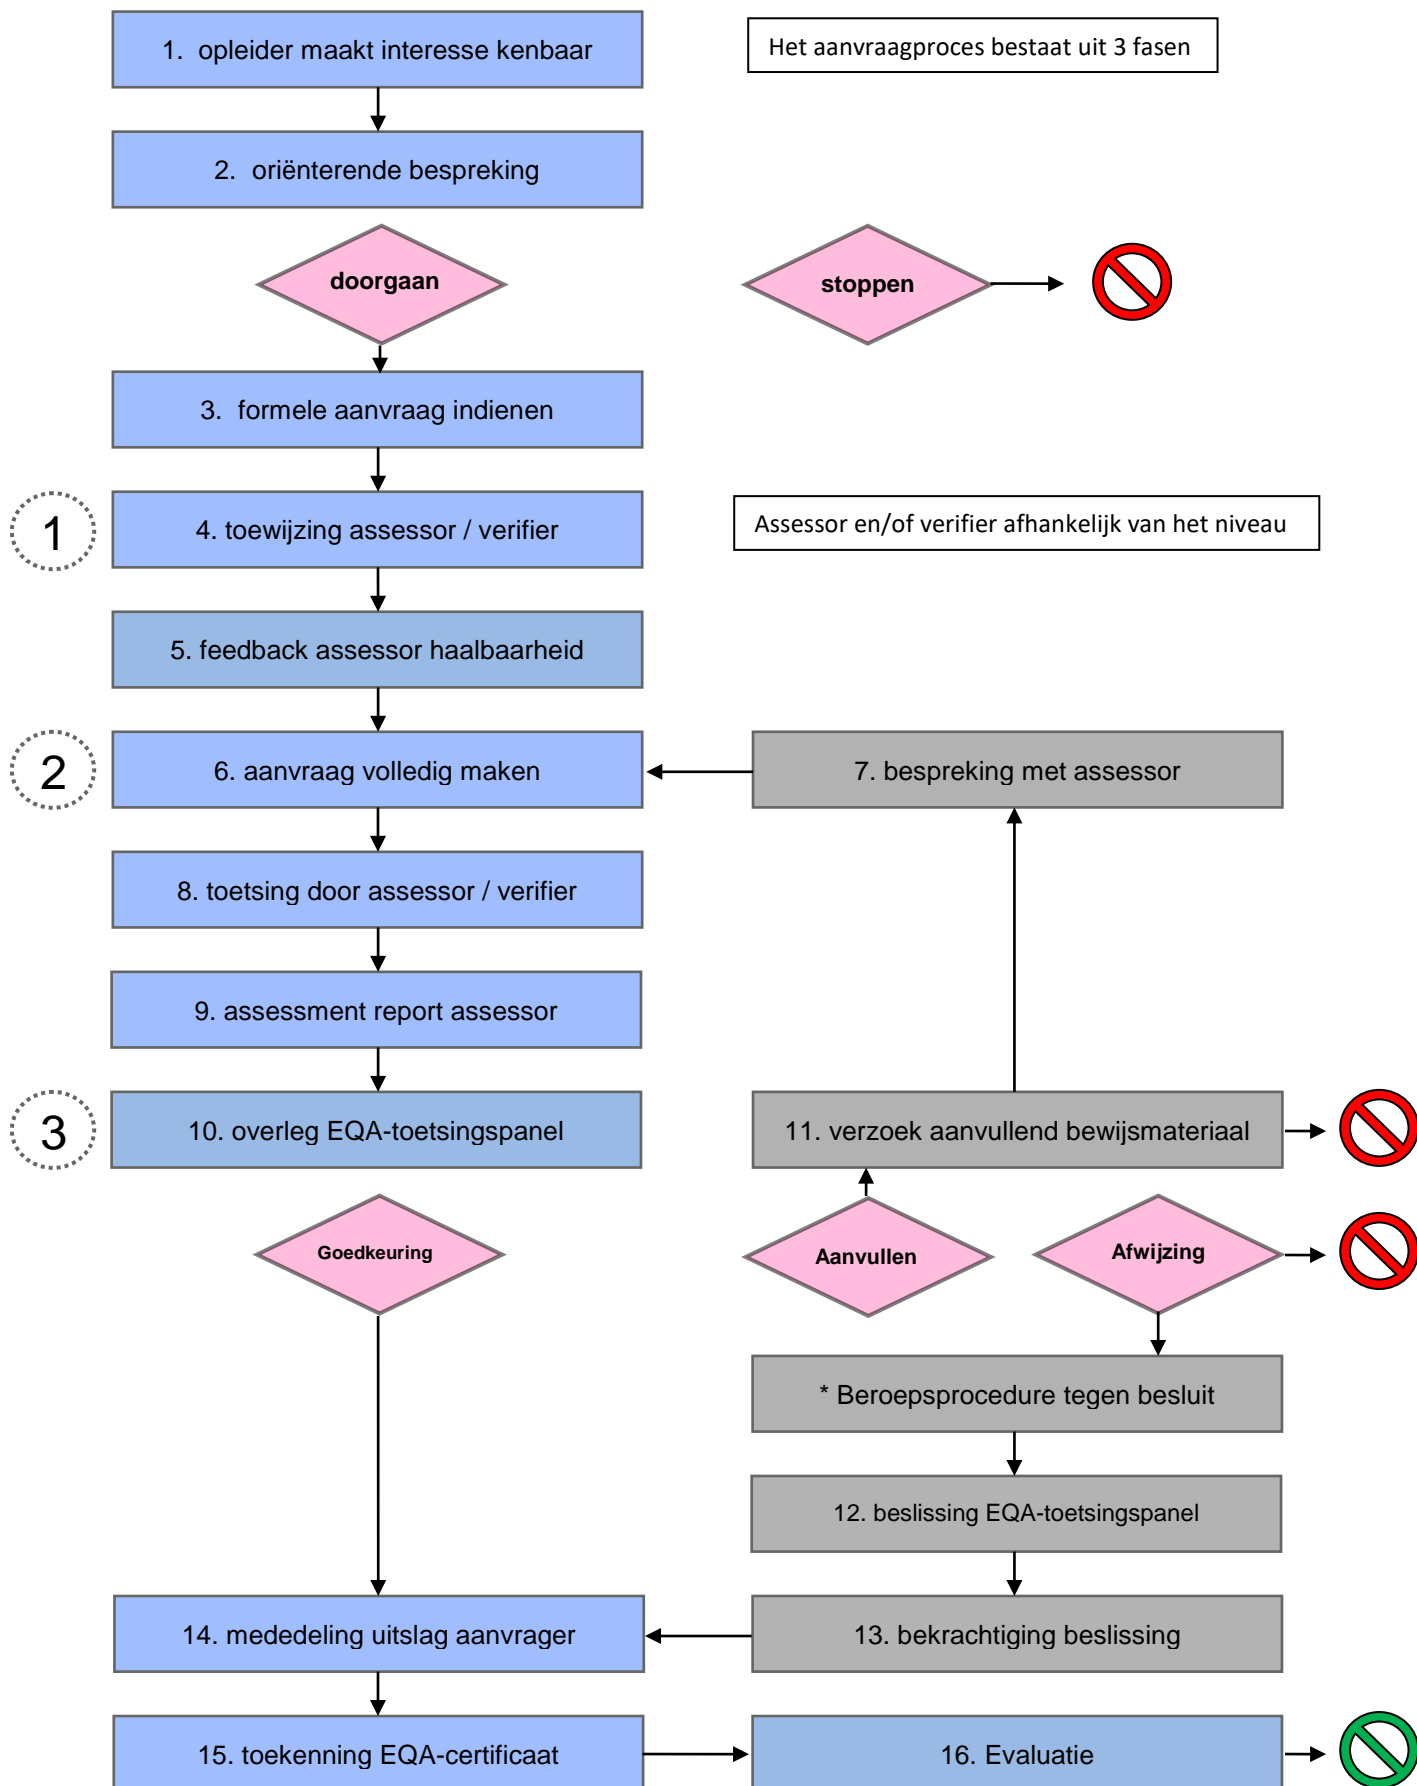 1. opleider maakt interesse kenbaar
Het aanvraagproces bestaat uit 3 fasen
2. oriënterende bespreking
doorgaan
stoppen
3. formele aanvraag indienen
1
4. toewijzing assessor / verifier
Assessor en/of verifier afhankelijk van het niveau
5. feedback assessor haalbaarheid
2
6. aanvraag volledig maken
7. bespreking met assessor
8. toetsing door assessor / verifier
9. assessment report assessor
3
10. overleg EQA-toetsingspanel
11. verzoek aanvullend bewijsmateriaal
Goedkeuring
Aanvullen
Afwijzing
* Beroepsprocedure tegen besluit
12. beslissing EQA-toetsingspanel
14. mededeling uitslag aanvrager
13. bekrachtiging beslissing
15. toekenning EQA-certificaat
16. Evaluatie